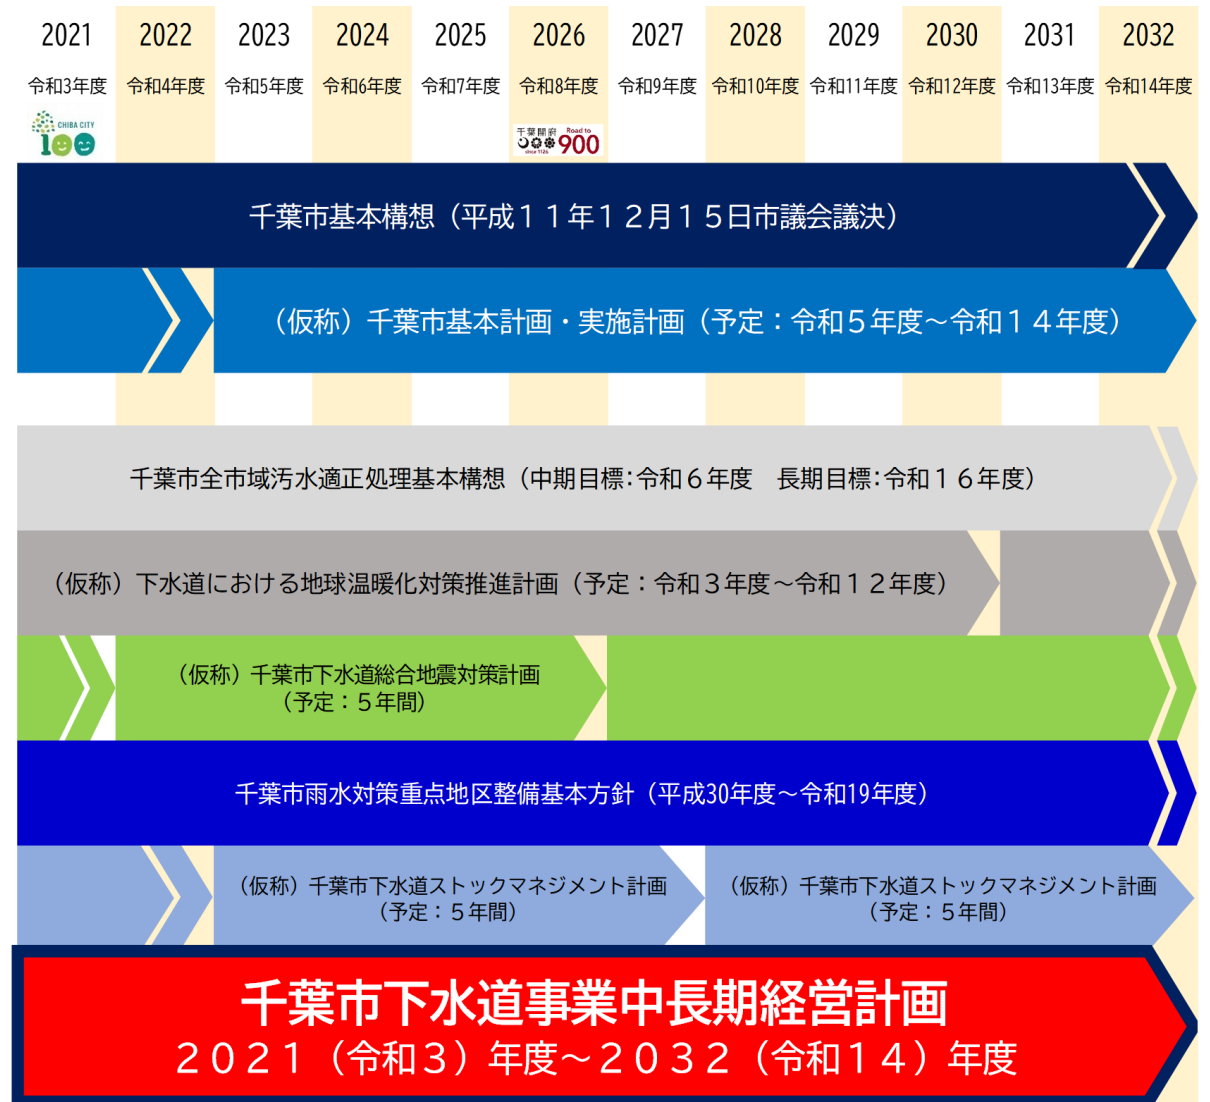 2021 2022 2023 2024 2025 2026 2027 2028 2029 2030 2031 2032
令和3年度 令和4年度 令和5年度 令和6年度 令和7年度 令和8年度 令和9年度 令和10年度 令和11年度 令和12年度 令和13年度 令和14年度
CHIBA CITY
100
千葉開府 Road to
900
since 1126
千葉市基本構想（平成１１年１２月１５日市議会議決）
（仮称）千葉市基本計画・実施計画（予定：令和５年度～令和１４年度）
千葉市全市域汚水適正処理基本構想（中期目標:令和６年度　長期目標:令和１６年度）
（仮称）下水道における地球温暖化対策推進計画（予定：令和３年度～令和１２年度）
（仮称）千葉市下水道総合地震対策計画
（予定：５年間）
千葉市雨水対策重点地区整備基本方針（平成30年度～令和19年度）
（仮称）千葉市下水道ストックマネジメント計画
（予定：５年間）
（仮称）千葉市下水道ストックマネジメント計画
（予定：５年間）
千葉市下水道事業中長期経営計画
２０２１（令和３）年度～２０３２（令和１４）年度